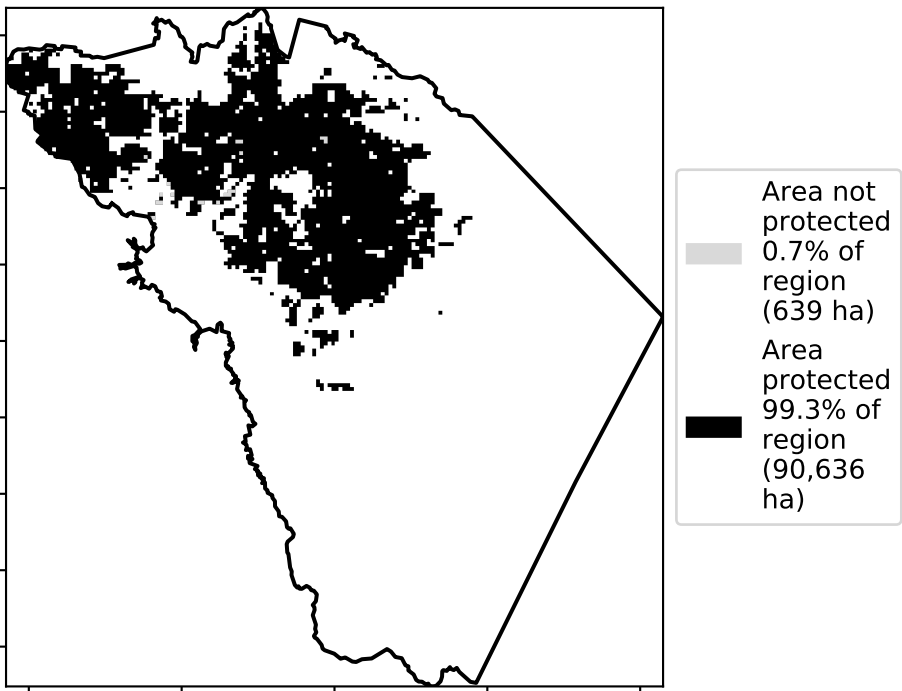 Area not
protected
0.7% of
region
(639 ha)
Area
protected
99.3% of
region
(90,636
ha)